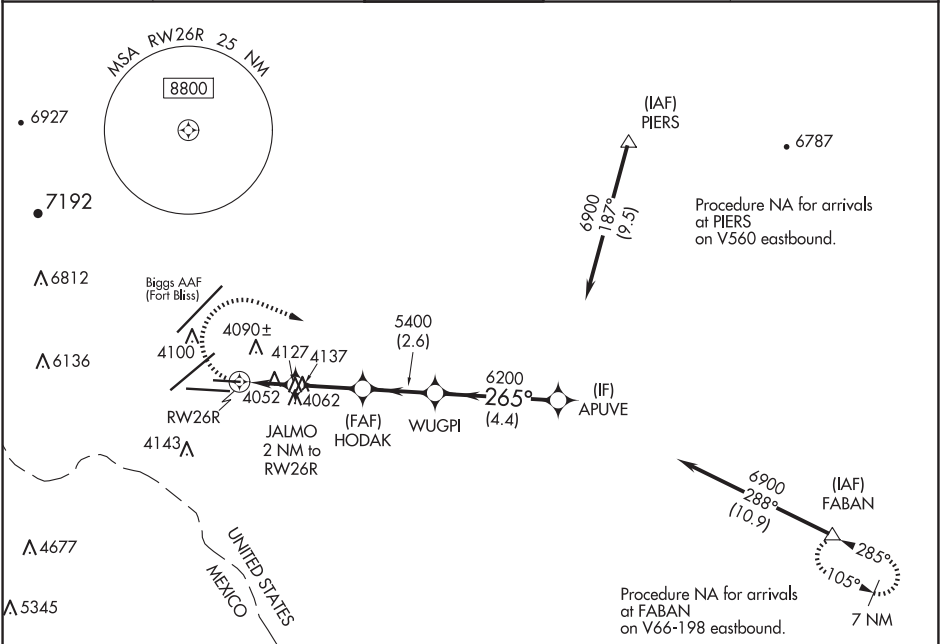 MSA RW26R 25 NM
8800
6927
7192
6812
6136
4677
5345
(IAF)
PIERS
6787
6900
187°
(9.5)
Procedure NA for arrivals
at PIERS
on V560 eastbound.
Biggs AAF
(Fort Bliss)
4090±
4100
4127
4137
4052
4062
RW26R
4143
JALMO
2 NM to
RW26R
(FAF)
HODAK
5400
(2.6)
WUGPI
6200
265°
(4.4)
(IF)
APUVE
6900
288°
(10.9)
(IAF)
FABAN
285°
105°
7 NM
UNITED STATES
MEXICO
Procedure NA for arrivals
at FABAN
on V66-198 eastbound.